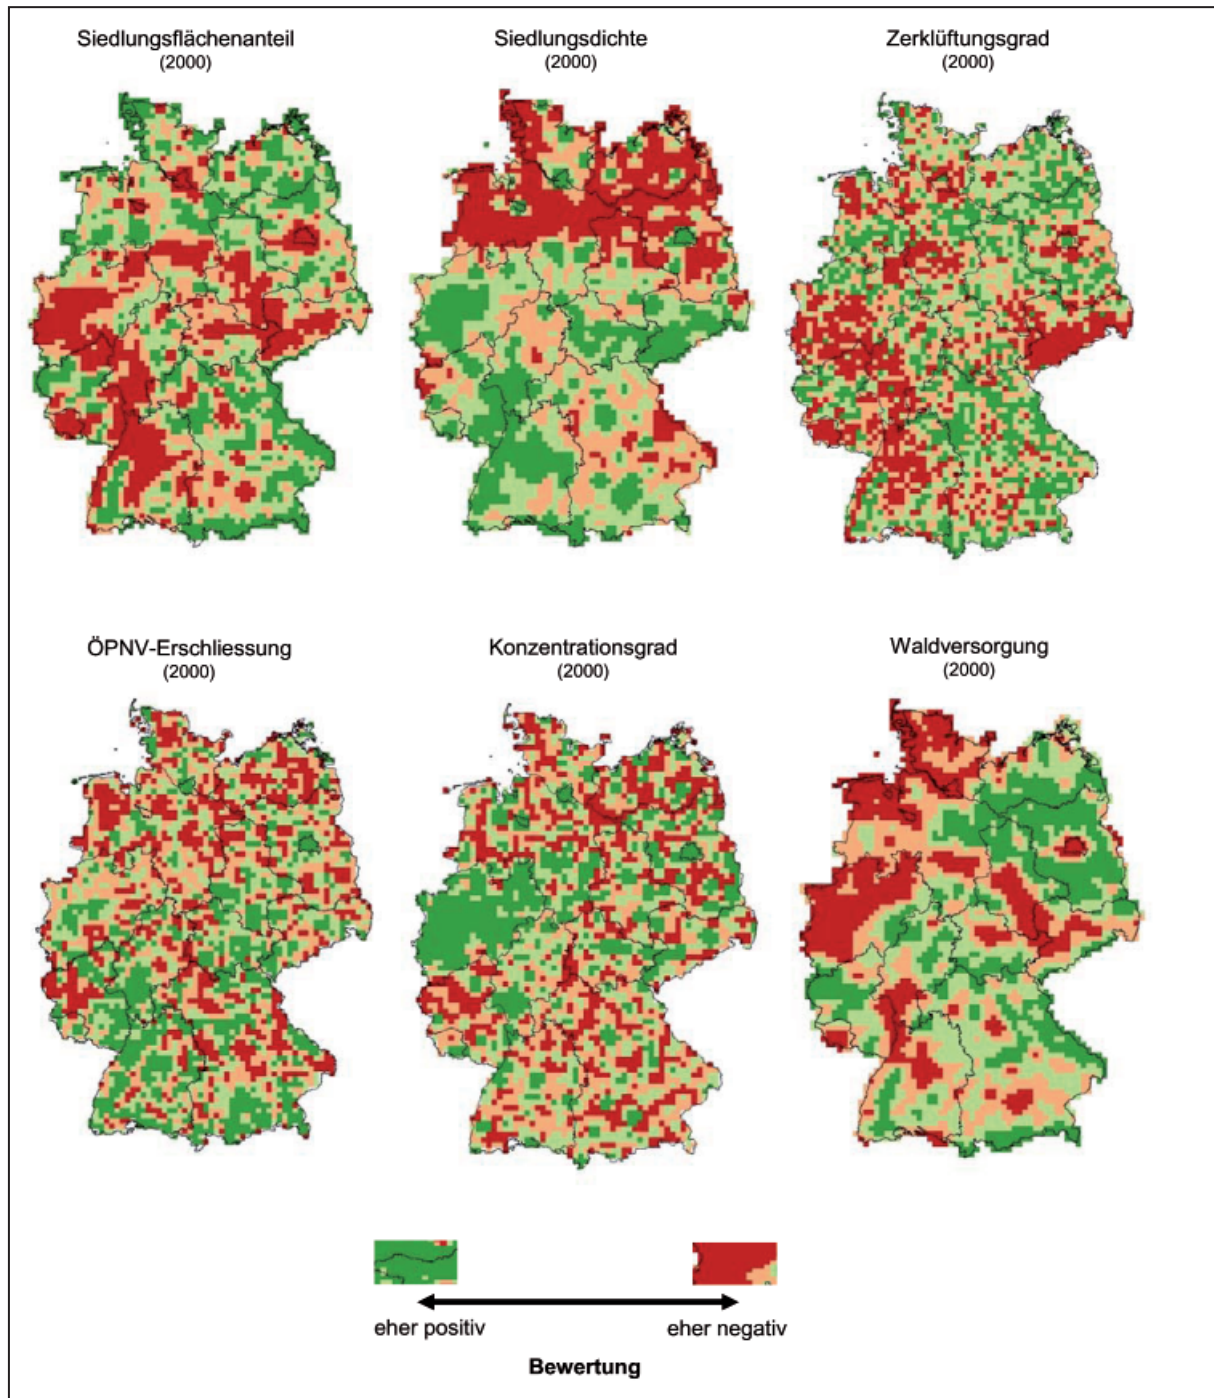 Siedlungsflächenanteil
(2000)
Siedlungsdichte
(2000)
Zerklüftungsgrad
(2000)
ÖPNV-Erschliessung
(2000)
Konzentrationsgrad
(2000)
Waldversorgung
(2000)
eher positiv
eher negativ
Bewertung